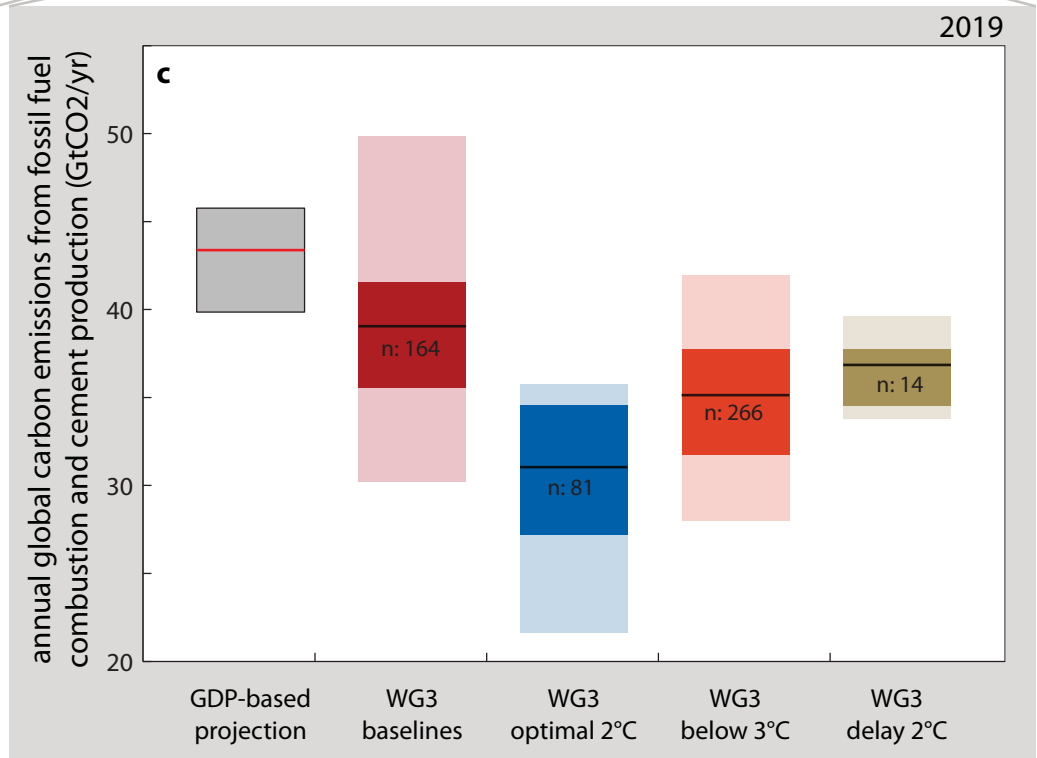 2019
annual global carbon emissions from fossil fuel
combustion and cement production (GtCO2/yr)
c
50
40
30
20
n: 164
n: 81
n: 266
n: 14
GDP-based
projection
WG3
baselines
WG3
optimal 2°C
WG3
below 3°C
WG3
delay 2°C